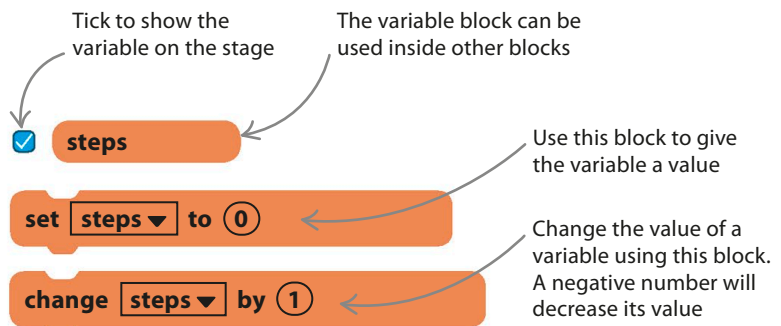 Tick to show the
variable on the stage
The variable block can be
used inside other blocks
steps
Use this block to give
the variable a value
set steps to 0
Change the value of a
variable using this block.
A negative number will
decrease its value
change steps by 1